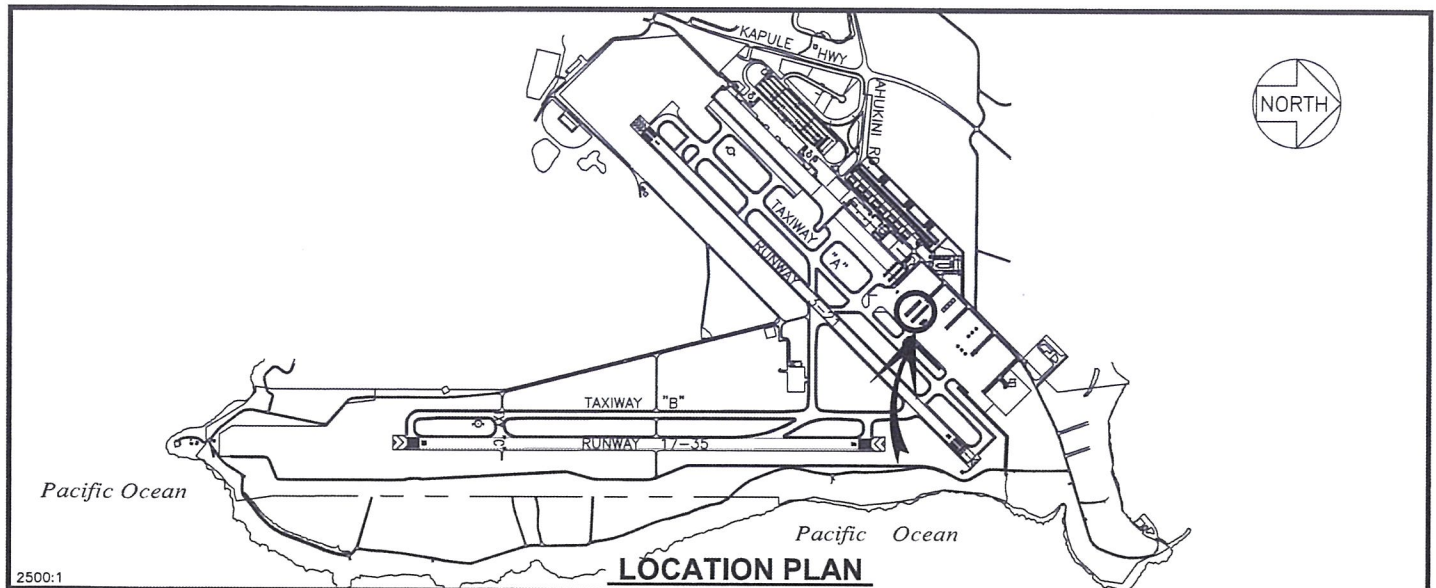 KAPULE HWY
AHUKINI RD
NORTH
TAXIWAY "A"
RUNWAY
TAXIWAY "B"
RUNWAY 17-35
Pacific Ocean
Pacific Ocean
LOCATION PLAN
2500:1